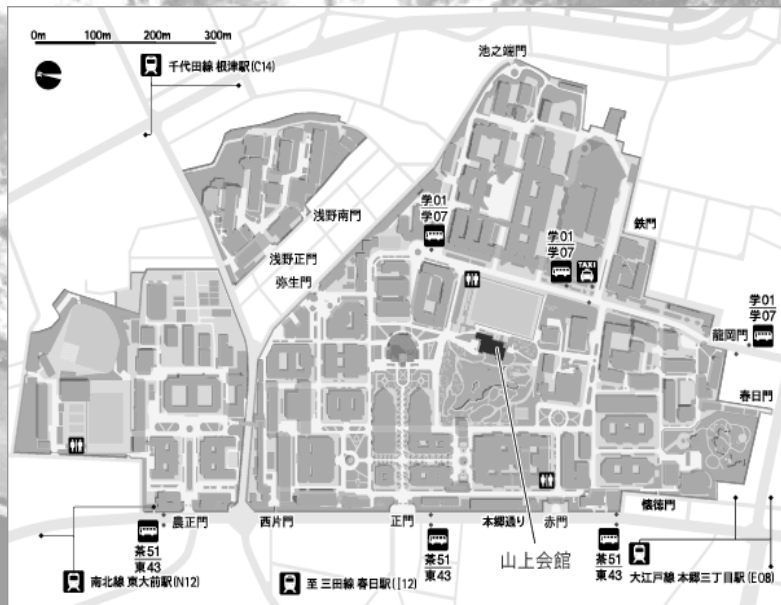 0m 100m 200m 300m
千代田線 根津駅(C14)
池之端門
学01
学07
浅野南門
学01
学07
TAXI
鉄門
浅野正門
弥生門
学01
学07
龍岡門
春日門
農正門
西片門
正門
本郷通り
赤門
懐徳門
茶51
東43
茶51
東43
山上会館
茶51
東43
南北線 東大前駅(N12)
至 三田線 春日駅(I12)
大江戸線 本郷三丁目駅(E08)